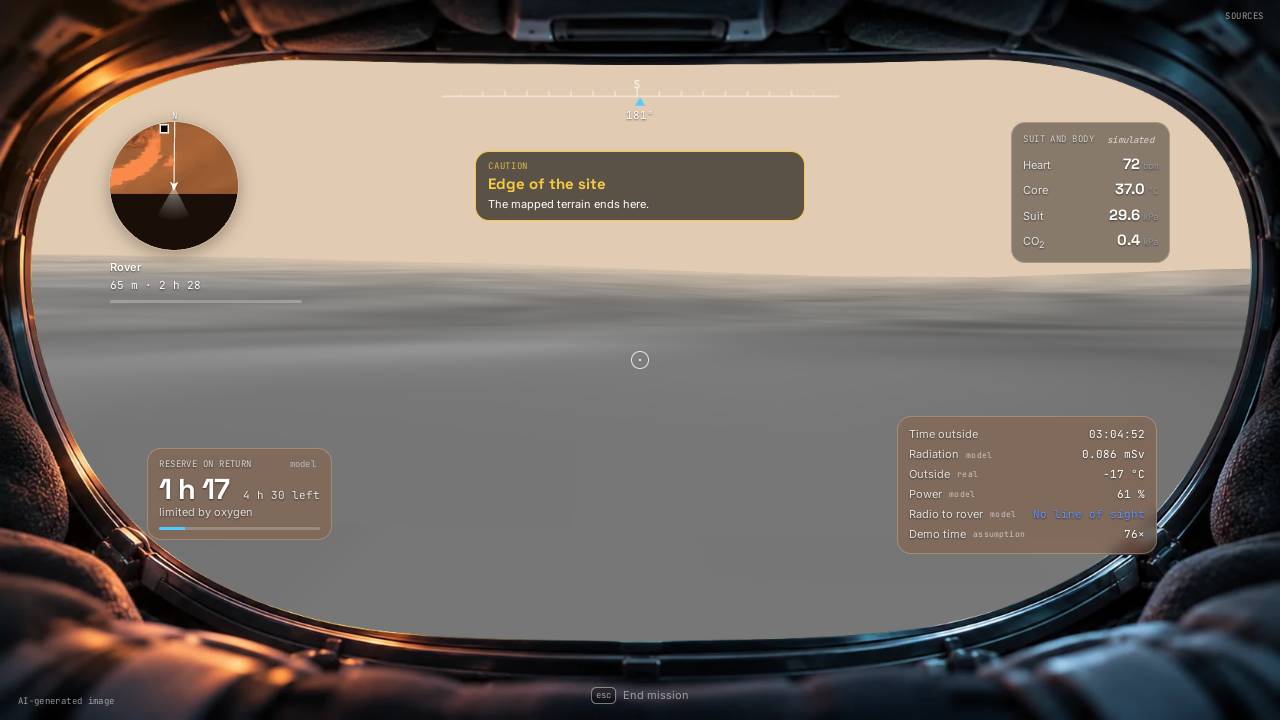 SOURCES
S
181°
N
CAUTION
Edge of the site
The mapped terrain ends here.
SUIT AND BODY simulated
Heart 72 bpm
Core 37.0 °C
Suit 29.6 kPa
CO2 0.4 kPa
Rover
65 m · 2 h 28
RESERVE ON RETURN model
1 h 17 4 h 30 left
limited by oxygen
Time outside 03:04:52
Radiation model 0.086 mSv
Outside real -17 °C
Power model 61 %
Radio to rover model No line of sight
Demo time assumption 76×
esc End mission
AI-generated image